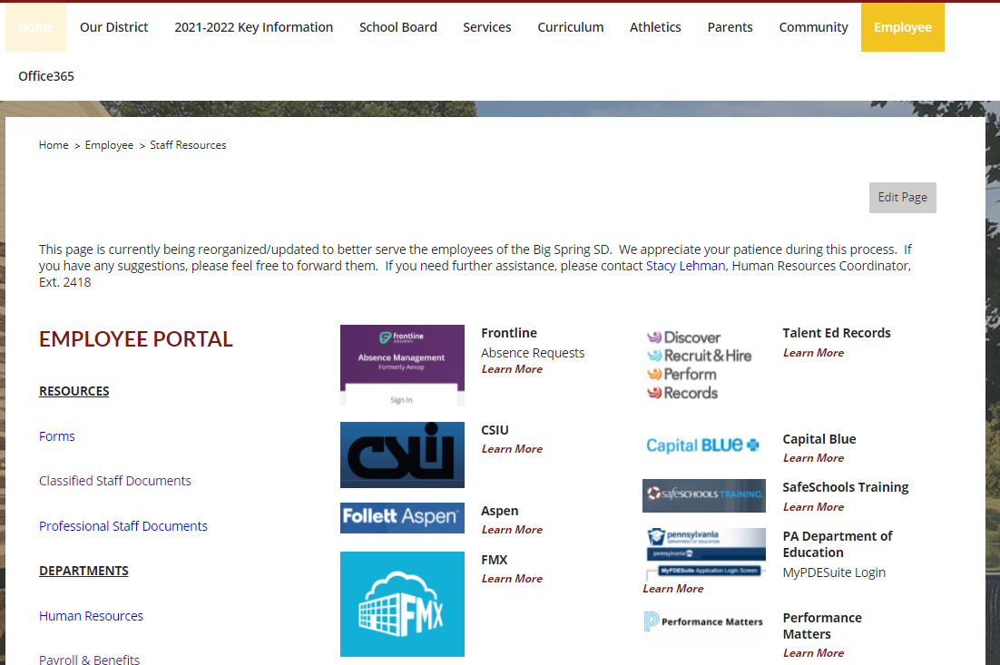 Home
Our District
2021-2022 Key Information
School Board
Services
Curriculum
Athletics
Parents
Community
Employee
Office365
Home > Employee > Staff Resources
Edit Page
This page is currently being reorganized/updated to better serve the employees of the Big Spring SD. We appreciate your patience during this process. If
you have any suggestions, please feel free to forward them. If you need further assistance, please contact Stacy Lehman, Human Resources Coordinator,
Ext. 2418
EMPLOYEE PORTAL
RESOURCES
Forms
Classified Staff Documents
Professional Staff Documents
DEPARTMENTS
Human Resources
Payroll & Benefits
frontline
education
Absence Management
Formerly Aesop
Sign In
Frontline
Absence Requests
Learn More
CSIU
CSIU
Learn More
Follett Aspen
Aspen
Learn More
FMX
FMX
Learn More
Discover
Recruit & Hire
Perform
Records
Talent Ed Records
Learn More
Capital BLUE
Capital Blue
Learn More
SAFESCHOOLS TRAINING
SafeSchools Training
Learn More
pennsylvania
DEPARTMENT OF EDUCATION
pennsylvania
MyPDESuite Application Login Screen
PA Department of
Education
MyPDESuite Login
Learn More
Performance Matters
Performance
Matters
Learn More